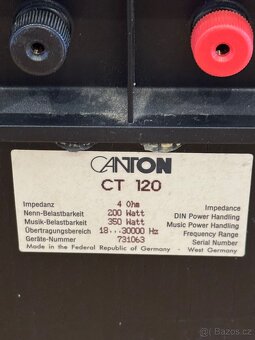 CANTON
CT 120
Impedanz 4 Ohm Impedance
Nenn-Belastbarkeit 200 Watt DIN Power Handling
Musik-Belastbarkeit 350 Watt Music Power Handling
Übertragungsbereich 18...30000 Hz Frequency Range
Geräte-Nummer 731063 Serial Number
Made in the Federal Republic of Germany - West Germany
Bazoš.cz